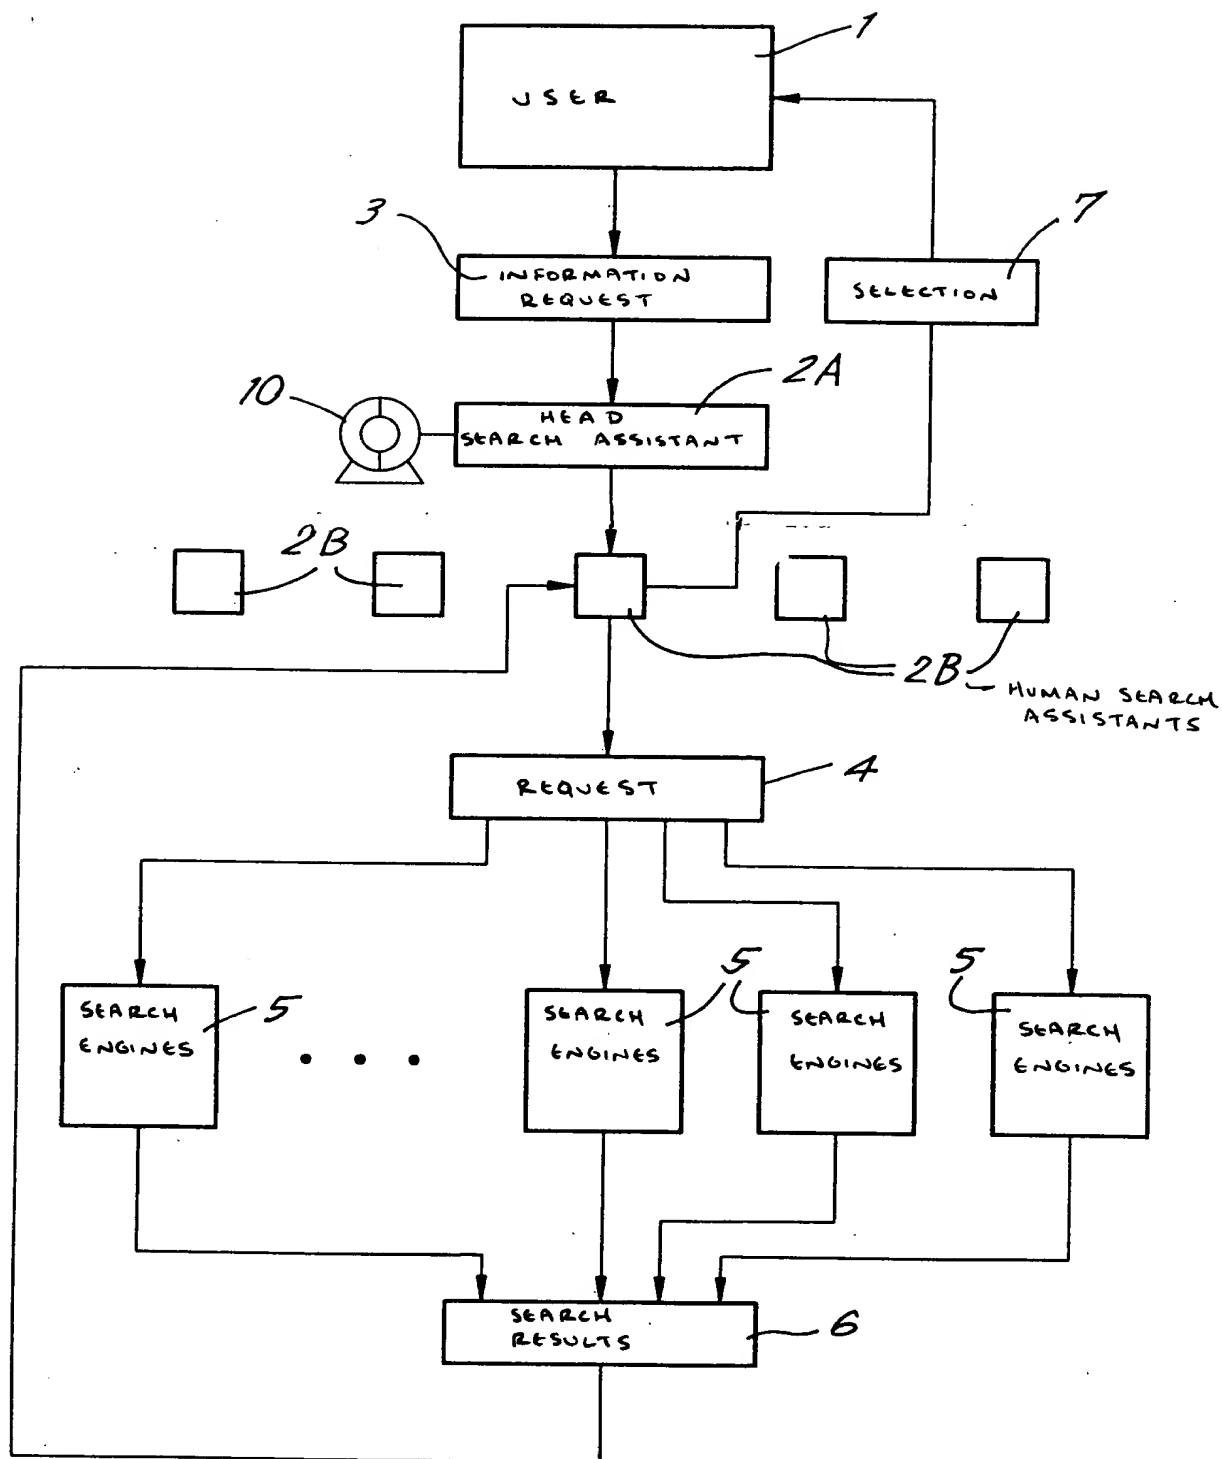 1
USER
3
7
INFORMATION
REQUEST
SELECTION
2A
10
HEAD
SEARCH ASSISTANT
2B
2B
HUMAN SEARCH
ASSISTANTS
4
REQUEST
5
5
5
5
SEARCH
ENGINES
SEARCH
ENGINES
SEARCH
ENGINES
SEARCH
ENGINES
SEARCH
RESULTS
6